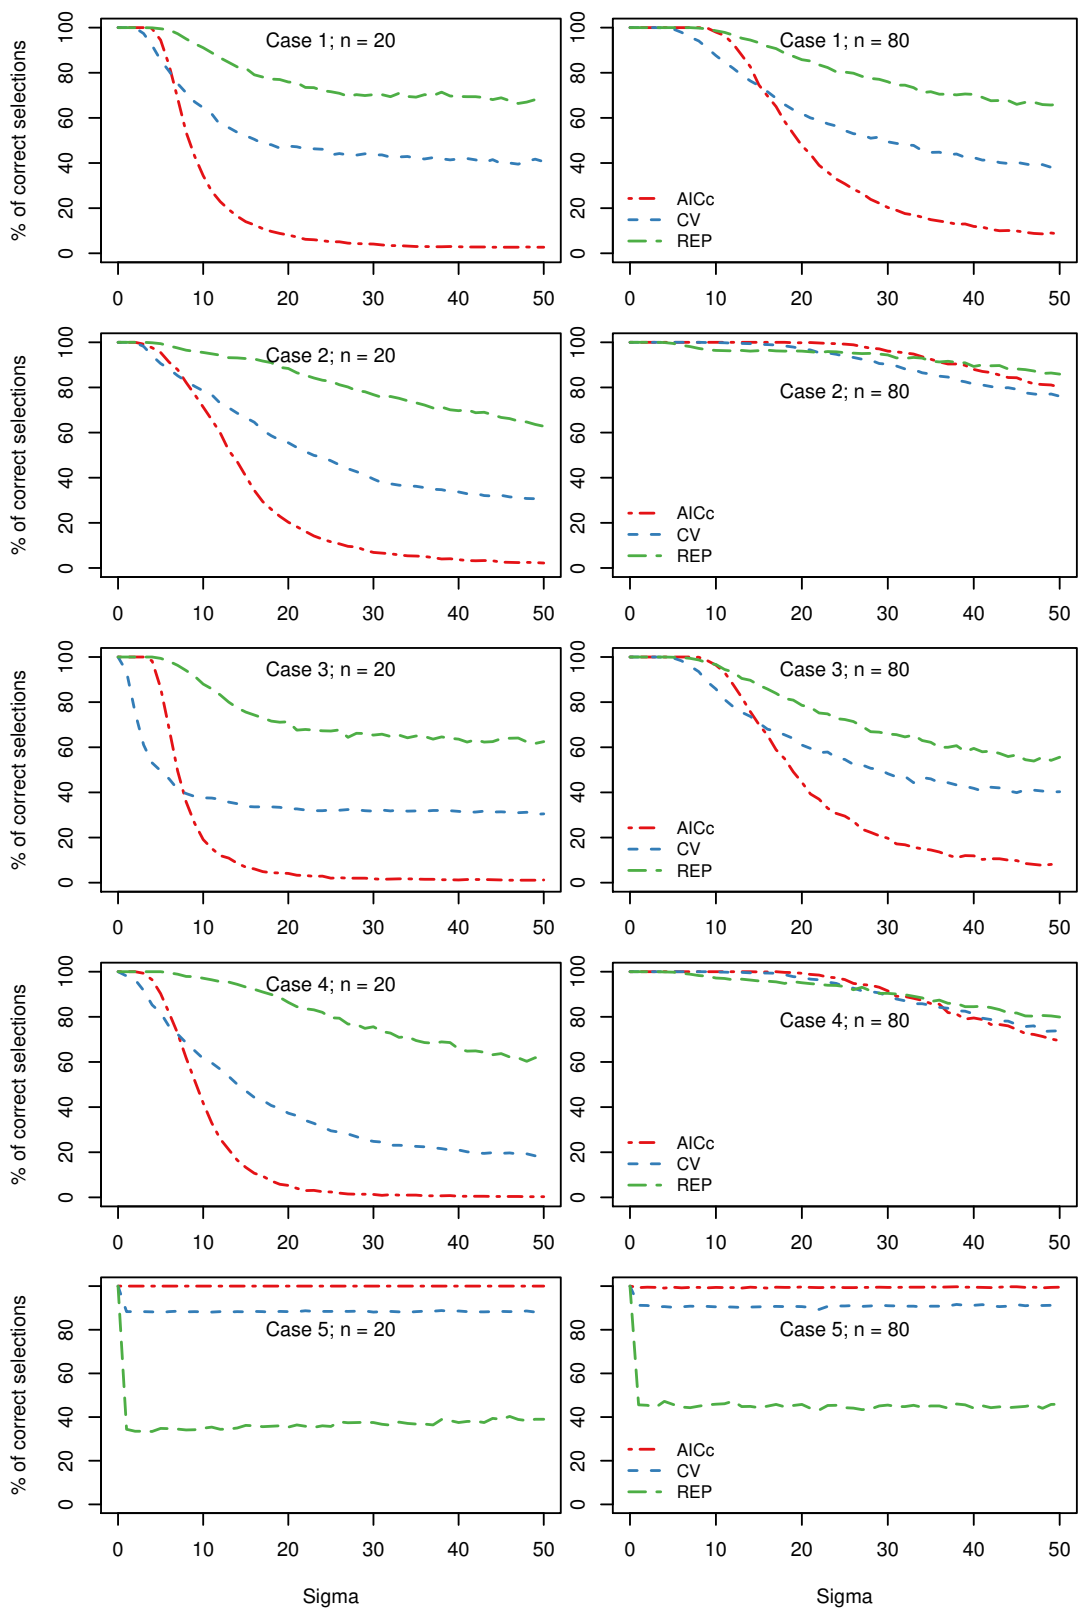 % of correct selections
0 20 40 60 80 100
Case 1; n = 20
0 10 20 30 40 50
0 20 40 60 80 100
Case 1; n = 80
AICc
CV
REP
0 10 20 30 40 50
% of correct selections
0 20 40 60 80 100
Case 2; n = 20
0 10 20 30 40 50
0 20 40 60 80 100
Case 2; n = 80
AICc
CV
REP
0 10 20 30 40 50
% of correct selections
0 20 40 60 80 100
Case 3; n = 20
0 10 20 30 40 50
0 20 40 60 80 100
Case 3; n = 80
AICc
CV
REP
0 10 20 30 40 50
% of correct selections
0 20 40 60 80 100
Case 4; n = 20
0 10 20 30 40 50
0 20 40 60 80 100
Case 4; n = 80
AICc
CV
REP
0 10 20 30 40 50
% of correct selections
0 20 40 60 80
Case 5; n = 20
0 10 20 30 40 50
Sigma
0 20 40 60 80
Case 5; n = 80
AICc
CV
REP
0 10 20 30 40 50
Sigma